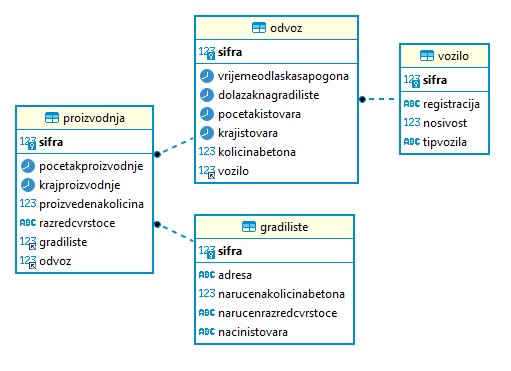 odvoz
123 sifra
vrijemeodlaskasapogona
dolazaknagradiliste
pocetakistovara
krajistovara
123 kolicinabetona
123 vozilo
vozilo
123 sifra
ABC registracija
123 nosivost
ABC tipvozila
proizvodnja
123 sifra
pocetakproizvodnje
krajproizvodnje
123 proizvedenakolicina
ABC razredcvrstoce
123 gradiliste
123 odvoz
gradiliste
123 sifra
ABC adresa
123 narucenakolicinabetona
ABC narucenrazredcvrstoce
ABC nacinistovara